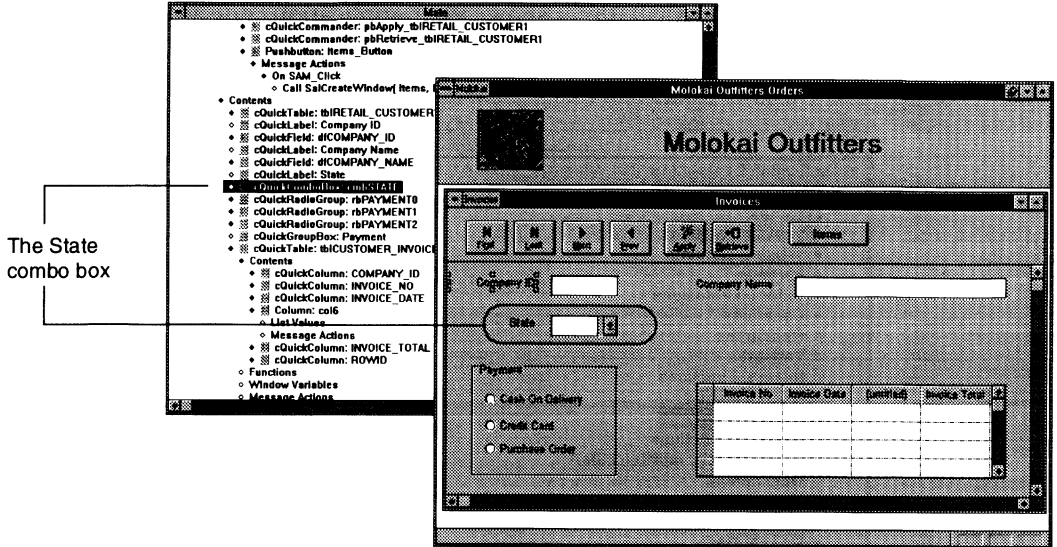 Main
cQuickCommander: pbApply_tblRETAIL_CUSTOMER1
cQuickCommander: pbRetrieve_tblRETAIL_CUSTOMER1
Pushbutton: Items_Button
Message Actions
On SAM_Click
Call SalCreateWindow( Items,
Contents
cQuickTable: tblRETAIL_CUSTOMER
cQuickLabel: Company ID
cQuickField: dfCOMPANY_ID
cQuickLabel: Company Name
cQuickField: dfCOMPANY_NAME
cQuickLabel: State
cQuickComboBox: cmbSTATE
cQuickRadioGroup: rbPAYMENT0
cQuickRadioGroup: rbPAYMENT1
cQuickRadioGroup: rbPAYMENT2
cQuickGroupBox: Payment
cQuickTable: tblCUSTOMER_INVOIC
Contents
cQuickColumn: COMPANY_ID
cQuickColumn: INVOICE_NO
cQuickColumn: INVOICE_DATE
Column: col6
List Values
Message Actions
cQuickColumn: INVOICE_TOTAL
cQuickColumn: ROWID
Functions
Window Variables
Message Actions
The State
combo box
Molokai
Molokai Outfitters Orders
Molokai Outfitters
Invoices
Invoices
First
Last
Next
Prev
Apply
Retrieve
Items
Company ID
Company Name
State
Payment
Cash On Delivery
Credit Card
Purchase Order
Invoice No
Invoice Date
(untitled)
Invoice Total